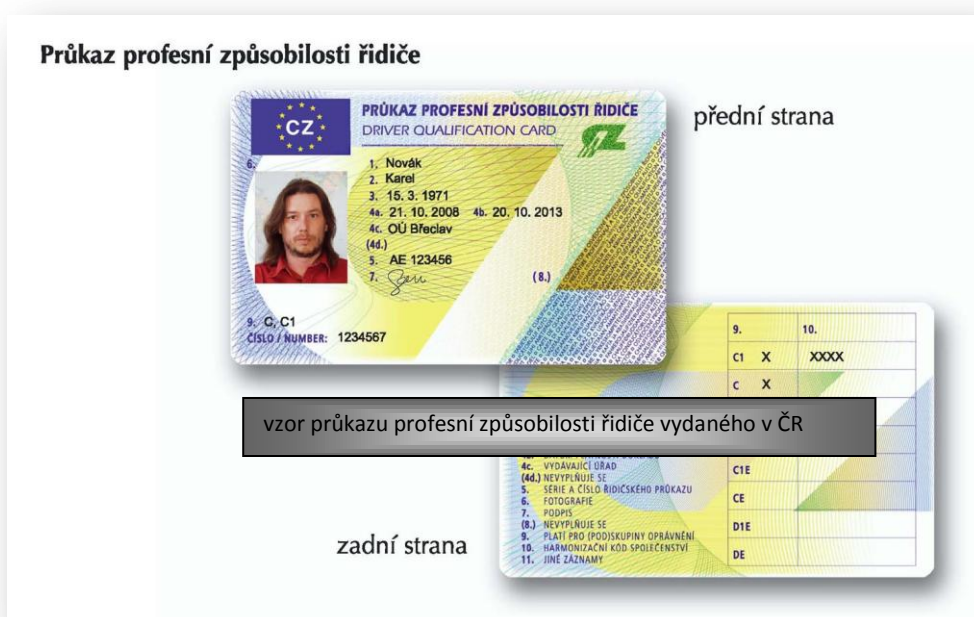 Průkaz profesní způsobilosti řidiče
CZ
PRŮKAZ PROFESNÍ ZPŮSOBILOSTI ŘIDIČE
DRIVER QUALIFICATION CARD
přední strana
6.
1. Novák
2. Karel
3. 15. 3. 1971
4a. 21. 10. 2008 4b. 20. 10. 2013
4c. OÚ Břeclav
(4d.)
5. AE 123456
7. (8.)
9. C, C1
ČÍSLO / NUMBER: 1234567
9. 10.
C1 X XXXX
C X
vzor průkazu profesní způsobilosti řidiče vydaného v ČR
4c. VYDÁVAJÍCÍ ÚŘAD
(4d.) NEVYPLŇUJE SE
5. SÉRIE A ČÍSLO ŘIDIČSKÉHO PRŮKAZU
6. FOTOGRAFIE
7. PODPIS
(8.) NEVYPLŇUJE SE
9. PLATÍ PRO (POD)SKUPINY OPRÁVNĚNÍ
10. HARMONIZAČNÍ KÓD SPOLEČENSTVÍ
11. JINÉ ZÁZNAMY
C1E
CE
D1E
DE
zadní strana